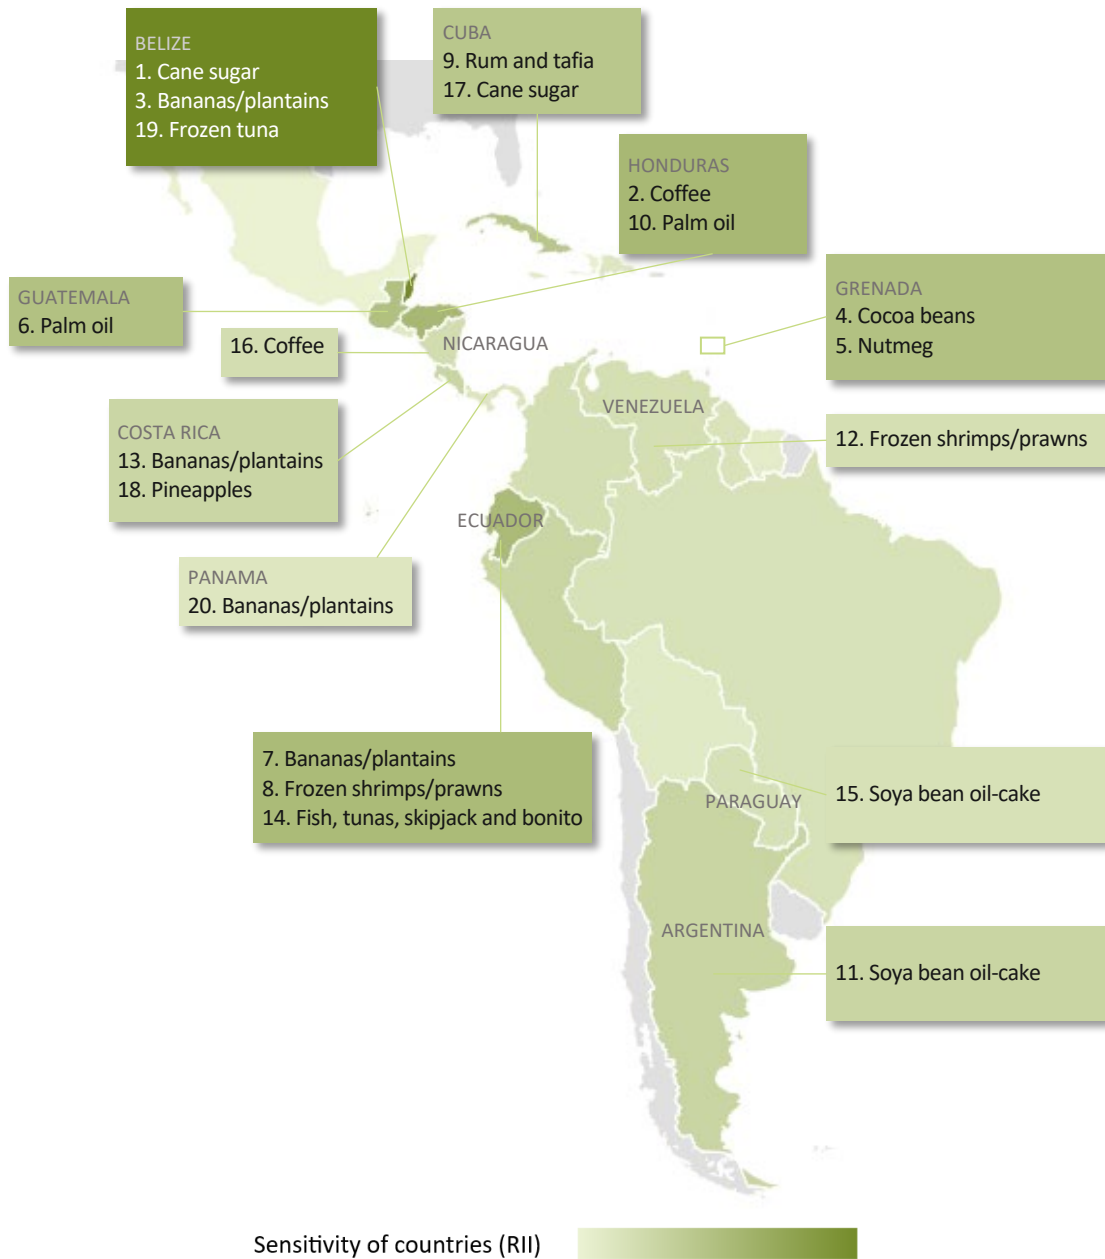 BELIZE
1. Cane sugar
3. Bananas/plantains
19. Frozen tuna
CUBA
9. Rum and tafia
17. Cane sugar
HONDURAS
2. Coffee
10. Palm oil
GUATEMALA
6. Palm oil
GRENADA
4. Cocoa beans
5. Nutmeg
16. Coffee
NICARAGUA
VENEZUELA
12. Frozen shrimps/prawns
COSTA RICA
13. Bananas/plantains
18. Pineapples
ECUADOR
PANAMA
20. Bananas/plantains
7. Bananas/plantains
8. Frozen shrimps/prawns
14. Fish, tunas, skipjack and bonito
PARAGUAY
15. Soya bean oil-cake
ARGENTINA
11. Soya bean oil-cake
Sensitivity of countries (RII)